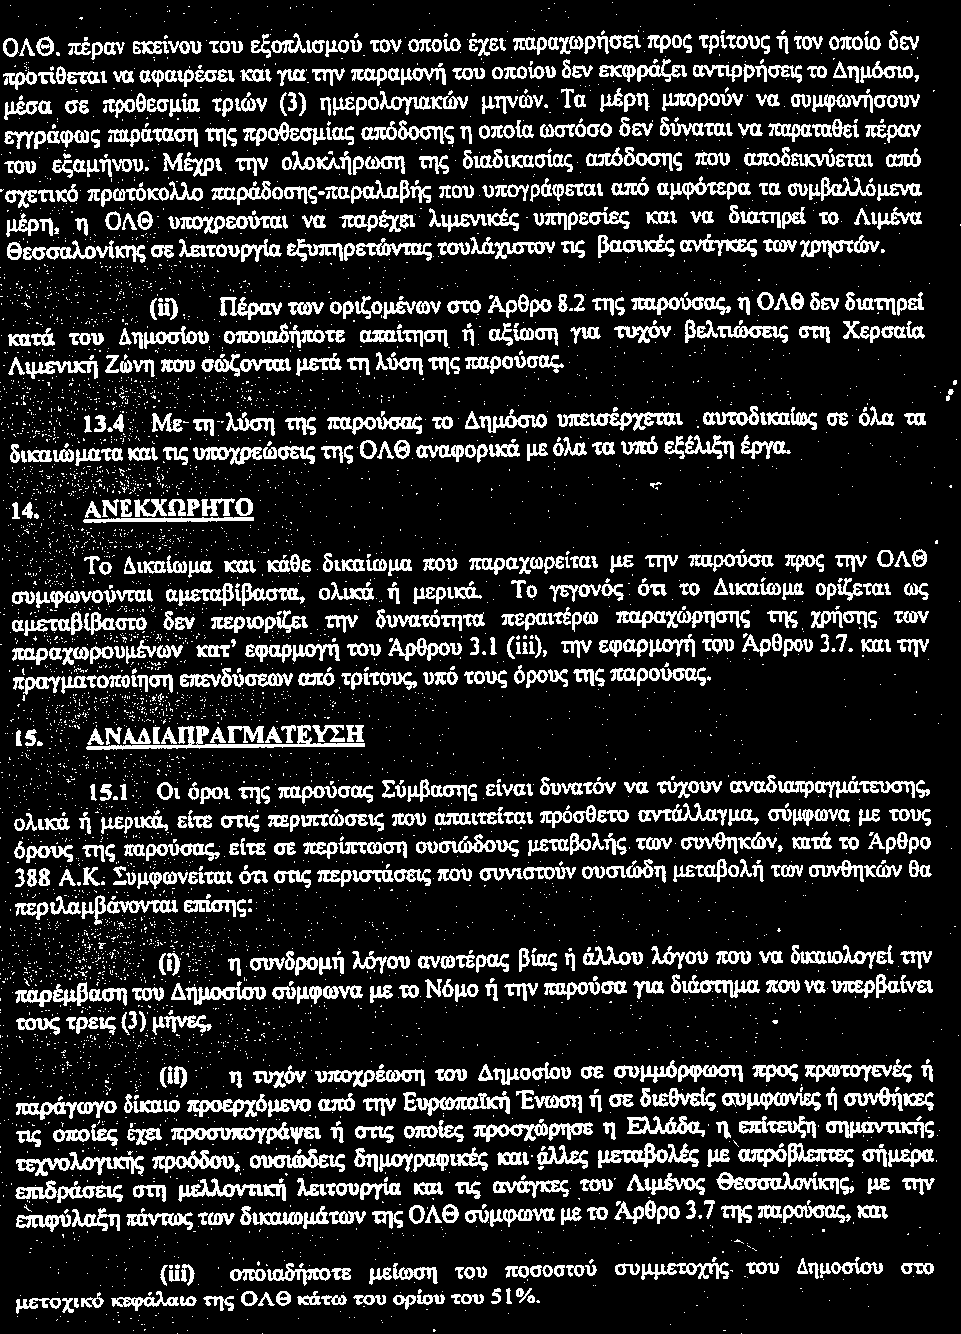 ΟΛΘ. πέραν εκείνου του εξοπλισμού τον οποίο έχει παραχωρήσει προς τρίτους ή τον οποίο δεν
προτίθεται να αφαιρέσει και για την παραμονή του οποίου δεν εκφράζει αντιρρήσεις το Δημόσιο,
μέσα σε προθεσμία τριών (3) ημερολογιακών μηνών. Τα μέρη μπορούν να συμφωνήσουν
εγγράφως παράταση της προθεσμίας απόδοσης η οποία ωστόσο δεν δύναται να παραταθεί πέραν
του εξαμήνου. Μέχρι την ολοκλήρωση της διαδικασίας απόδοσης που αποδεικνύεται από
σχετικό πρωτόκολλο παράδοσης-παραλαβής που υπογράφεται από αμφότερα τα συμβαλλόμενα
μέρη, η ΟΛΘ υποχρεούται να παρέχει λιμενικές υπηρεσίες και να διατηρεί το Λιμένα
Θεσσαλονίκης σε λειτουργία εξυπηρετώντας τουλάχιστον τις βασικές ανάγκες των χρηστών.
(ii) Πέραν των οριζομένων στο Άρθρο 8.2 της παρούσας, η ΟΛΘ δεν διατηρεί
κατά του Δημοσίου οποιαδήποτε απαίτηση ή αξίωση για τυχόν βελτιώσεις στη Χερσαία
Λιμενική Ζώνη που σώζονται μετά τη λύση της παρούσας.
13.4 Με τη λύση της παρούσας το Δημόσιο υπεισέρχεται αυτοδικαίως σε όλα τα
δικαιώματα και τις υποχρεώσεις της ΟΛΘ αναφορικά με όλα τα υπό εξέλιξη έργα.
14. ΑΝΕΚΧΩΡΗΤΟ
Το Δικαίωμα και κάθε δικαίωμα που παραχωρείται με την παρούσα προς την ΟΛΘ
συμφωνούνται αμεταβίβαστα, ολικά ή μερικά. Το γεγονός ότι το Δικαίωμα ορίζεται ως
αμεταβίβαστο δεν περιορίζει την δυνατότητα περαιτέρω παραχώρησης της χρήσης των
παραχωρουμένων κατ' εφαρμογή του Άρθρου 3.1 (iii), την εφαρμογή του Άρθρου 3.7. και την
πραγματοποίηση επενδύσεων από τρίτους, υπό τους όρους της παρούσας.
15. ΑΝΑΔΙΑΠΡΑΓΜΑΤΕΥΣΗ
15.1 Οι όροι της παρούσας Σύμβασης είναι δυνατόν να τύχουν αναδιαπραγμάτευσης,
ολικά ή μερικά, είτε στις περιπτώσεις που απαιτείται πρόσθετο αντάλλαγμα, σύμφωνα με τους
όρους της παρούσας, είτε σε περίπτωση ουσιώδους μεταβολής των συνθηκών, κατά το Άρθρο
388 Α.Κ. Συμφωνείται ότι στις περιστάσεις που συνιστούν ουσιώδη μεταβολή των συνθηκών θα
περιλαμβάνονται επίσης:
(i) η συνδρομή λόγου ανωτέρας βίας ή άλλου λόγου που να δικαιολογεί την
παρέμβαση του Δημοσίου σύμφωνα με το Νόμο ή την παρούσα για διάστημα που να υπερβαίνει
τους τρεις (3) μήνες,
(ii) η τυχόν υποχρέωση του Δημοσίου σε συμμόρφωση προς πρωτογενές ή
παράγωγο δίκαιο προερχόμενο από την Ευρωπαϊκή Ένωση ή σε διεθνείς συμφωνίες ή συνθήκες
τις οποίες έχει προσυπογράψει ή στις οποίες προσχώρησε η Ελλάδα, η επίτευξη σημαντικής
τεχνολογικής προόδου, ουσιώδεις δημογραφικές και άλλες μεταβολές με απρόβλεπτες σήμερα
επιδράσεις στη μελλοντική λειτουργία και τις ανάγκες του Λιμένος Θεσσαλονίκης, με την
επιφύλαξη πάντως των δικαιωμάτων της ΟΛΘ σύμφωνα με το Άρθρο 3.7 της παρούσας, και
(iii) οποιαδήποτε μείωση του ποσοστού συμμετοχής του Δημοσίου στο
μετοχικό κεφάλαιο της ΟΛΘ κάτω του ορίου του 51%.